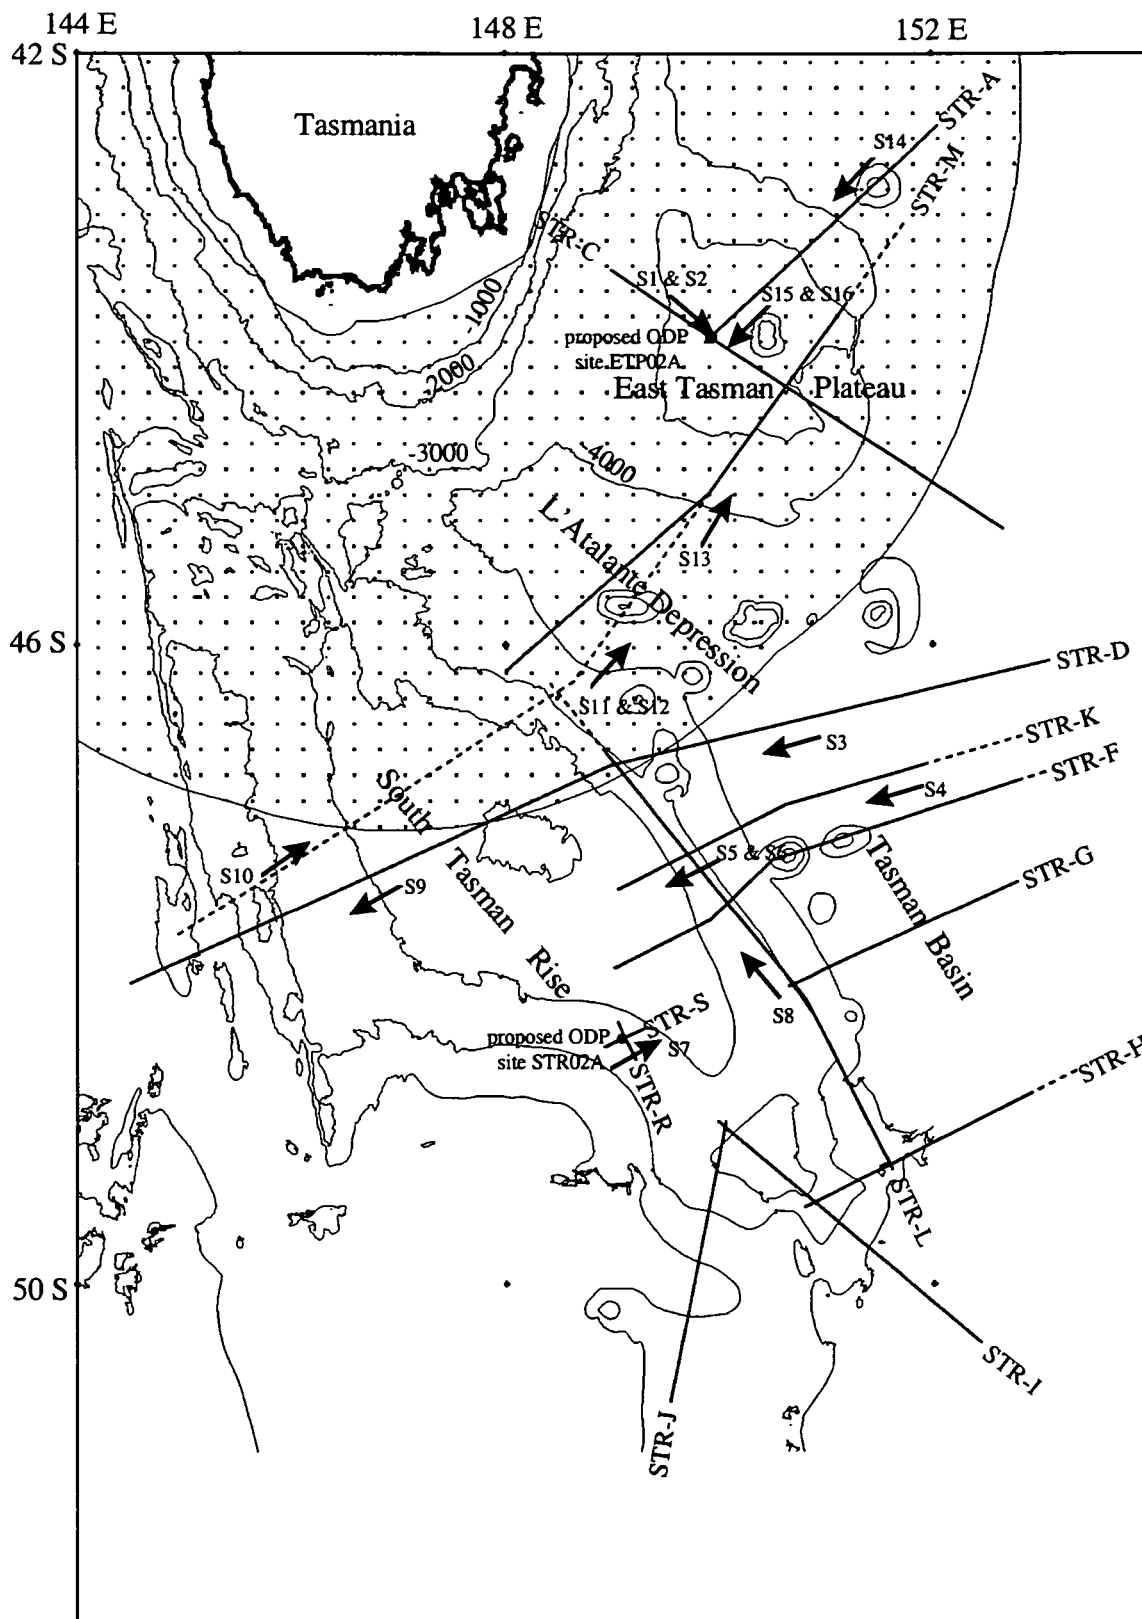 144 E
148 E
152 E
42 S
Tasmania
STR-A
S14
STR-M
STR-C
S1 & S2
S15 & S16
-1000
proposed ODP
site ETP02A
-2000
East Tasman Plateau
-3000
-4000
L'Atalante Depression
S13
46 S
STR-D
S11 & S12
S3
STR-K
STR-F
S4
South Tasman Rise
S5 & S6
Tasman Basin
STR-G
S10
S9
STR-S
S8
proposed ODP
site STR02A
S7
STR-R
STR-H
STR-L
50 S
STR-I
STR-J